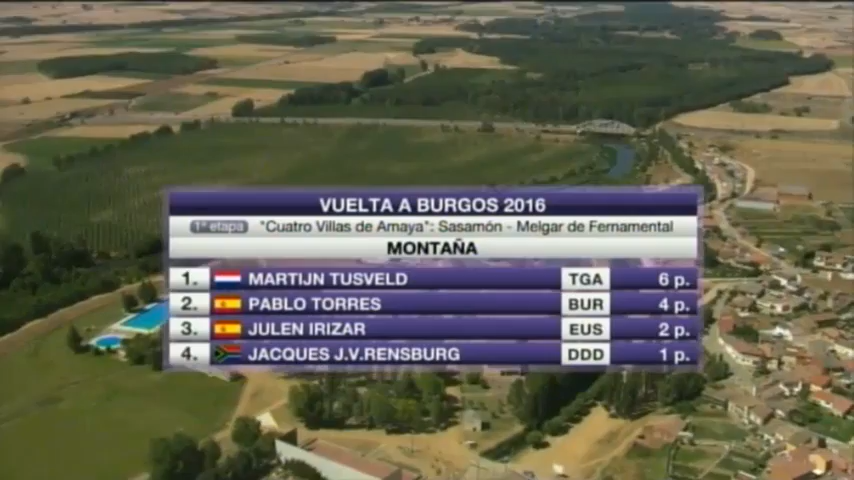 VUELTA A BURGOS 2016
1ª etapa "Cuatro Villas de Amaya": Sasamón - Melgar de Fernamental
MONTAÑA
1. MARTIJN TUSVELD TGA 6 p.
2. PABLO TORRES BUR 4 p.
3. JULEN IRIZAR EUS 2 p.
4. JACQUES J.V.RENSBURG DDD 1 p.